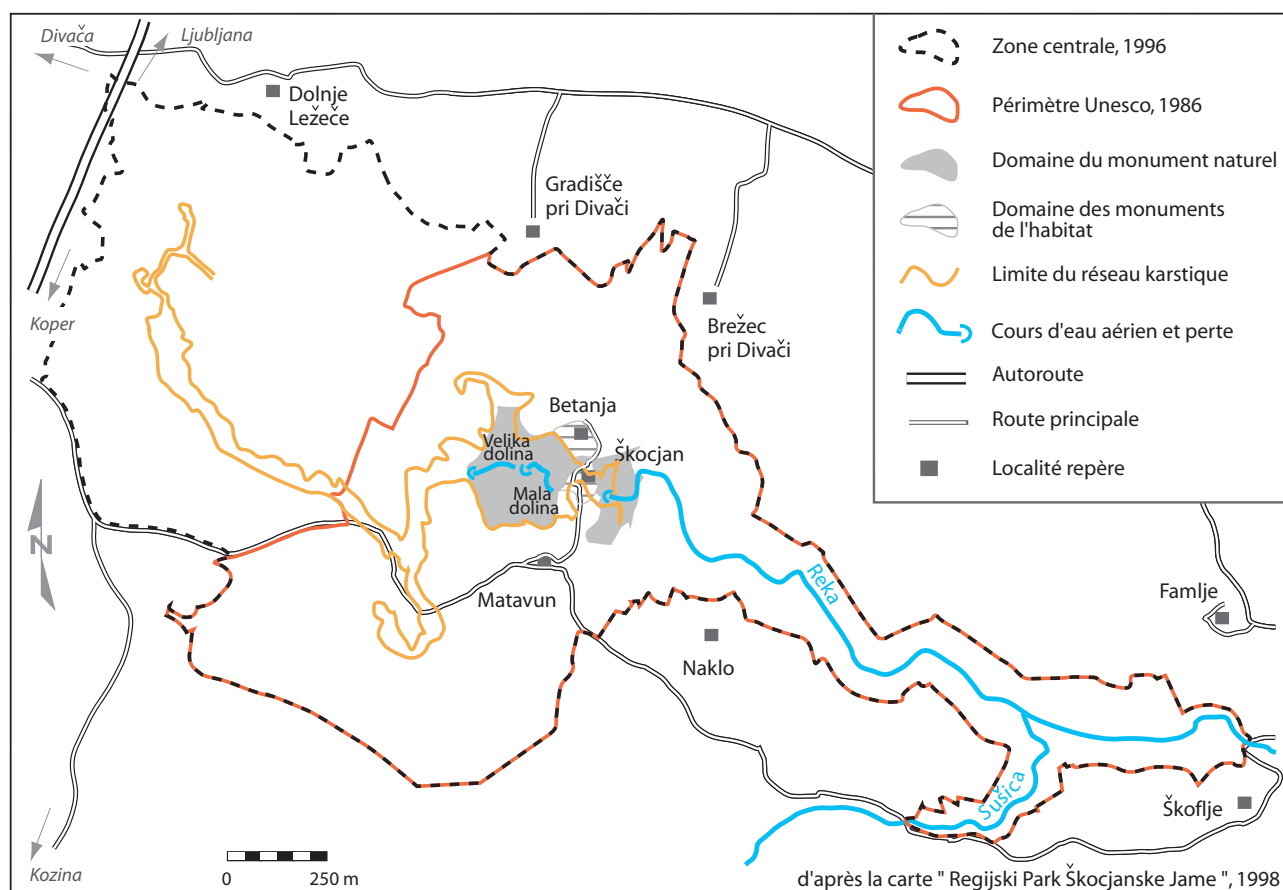 Divača
Ljubljana
Dolnje
Ležeče
Gradišče
pri Divači
Koper
Brežec
pri Divači
Betanja
Velika
dolina
Škocjan
Mala
dolina
N
Matavun
Reka
Naklo
Famlje
Sušica
Škoflje
Kozina
0 250 m
d'après la carte " Regijski Park Škocjanske Jame ", 1998
Zone centrale, 1996
Périmètre Unesco, 1986
Domaine du monument naturel
Domaine des monuments
de l'habitat
Limite du réseau karstique
Cours d'eau aérien et perte
Autoroute
Route principale
Localité repère